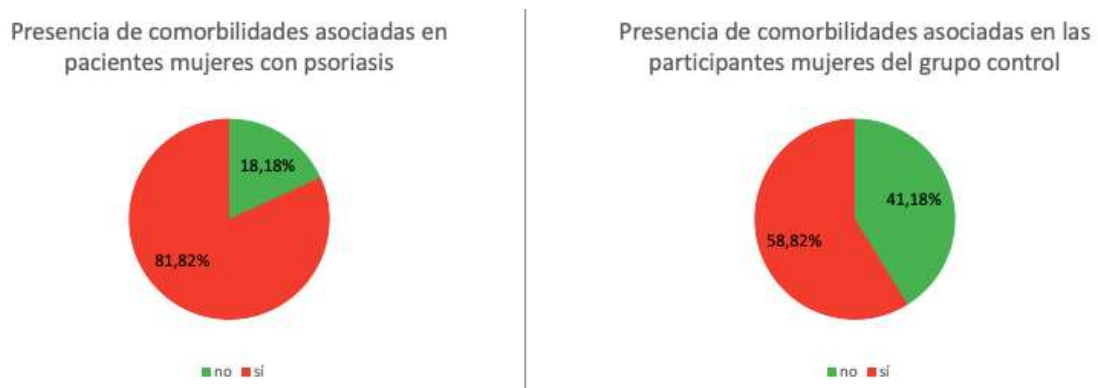 Presencia de comorbilidades asociadas en
pacientes mujeres con psoriasis
18,18%
81,82%
no sí
Presencia de comorbilidades asociadas en las
participantes mujeres del grupo control
41,18%
58,82%
no sí